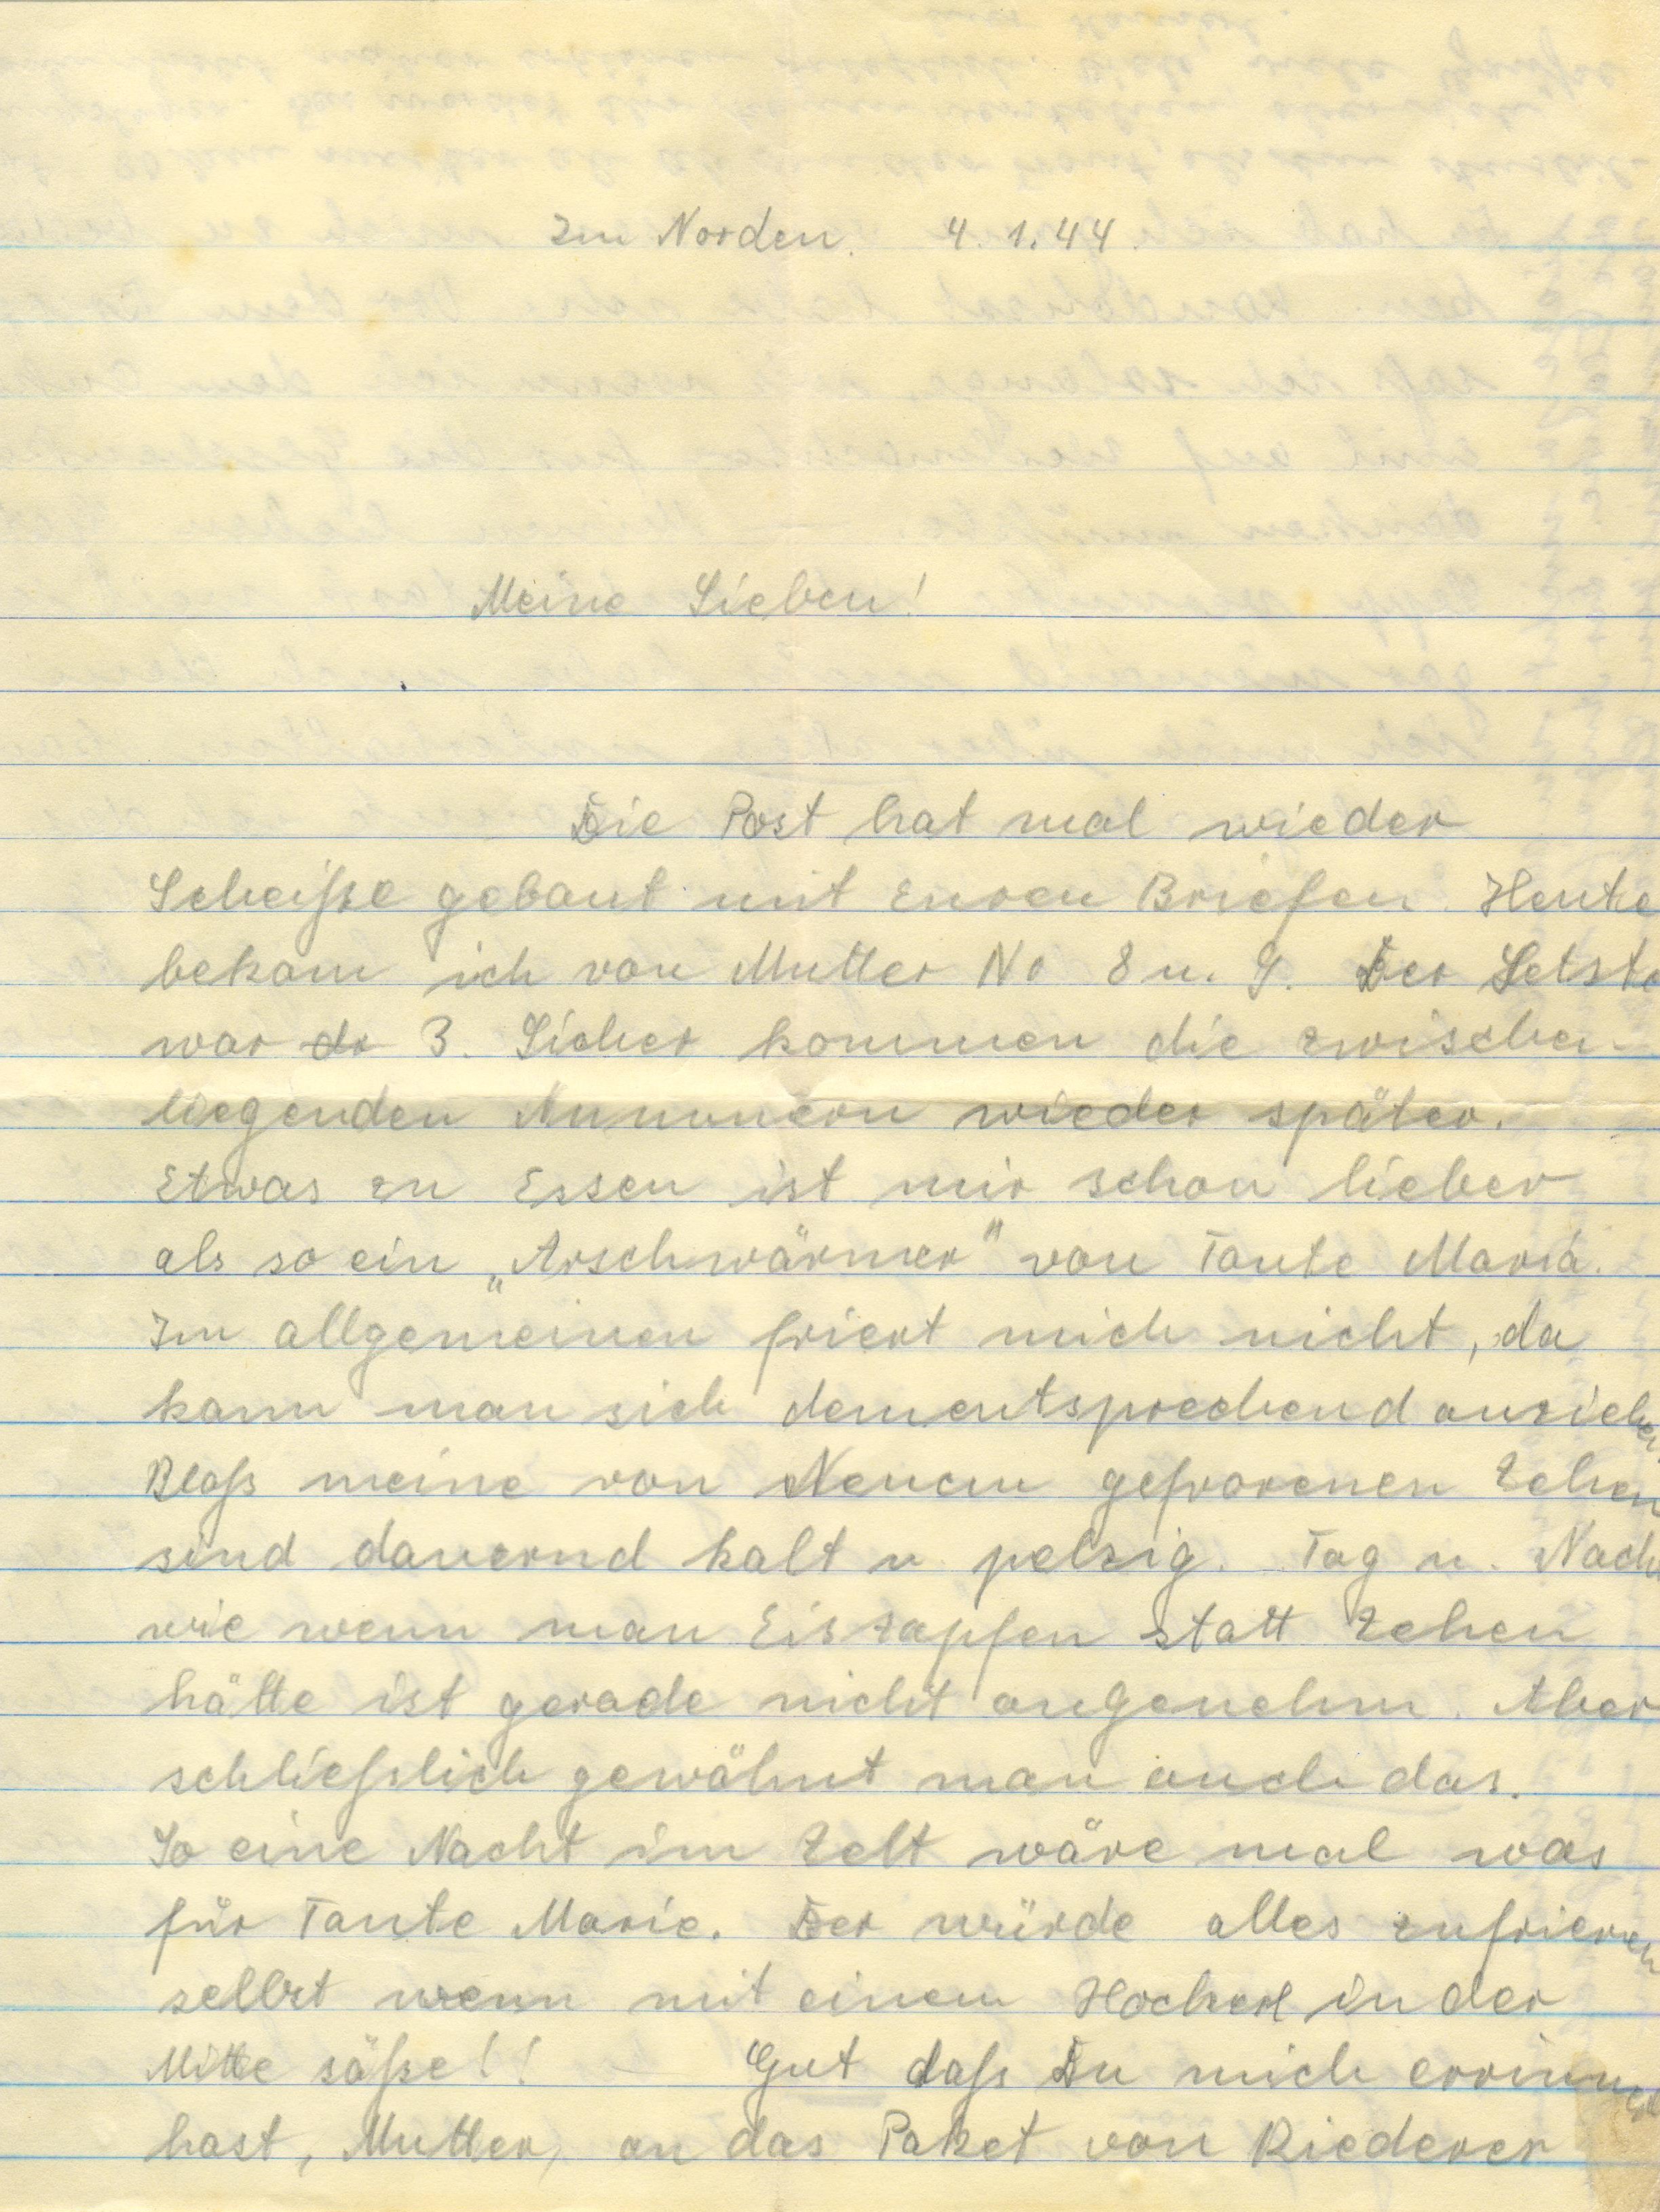 Im Norden. 4.1.44.
Meine Lieben!
Die Post hat mal wieder
Scheiße gebaut mit Euren Briefen. Heute
bekam ich von Mutter No 8 u. 9. Der Letzte
war do 3. Sicher kommen die zwischen-
liegenden Nummern wieder später.
Etwas zu Essen ist mir schon lieber
als so ein „Arschwärmer" von Tante Maria.
Im allgemeinen friert mich nicht, da
kann man sich dementsprechend anziehen.
Bloß meine von Neuem gefrorenen Zehen
sind dauernd kalt u. pelzig. Tag u. Nacht
wie wenn man Eiszapfen statt Zehen
hätte ist gerade nicht angenehm. Aber
schließlich gewöhnt man auch das.
So eine Nacht im Zelt wäre mal was
für Tante Marie. Der würde alles zufrieren
selbst wenn mit einem Hockerl in der
Mitte säße!! Gut daß Du mich errinnert
hast, Mutter, an das Paket von Riederer